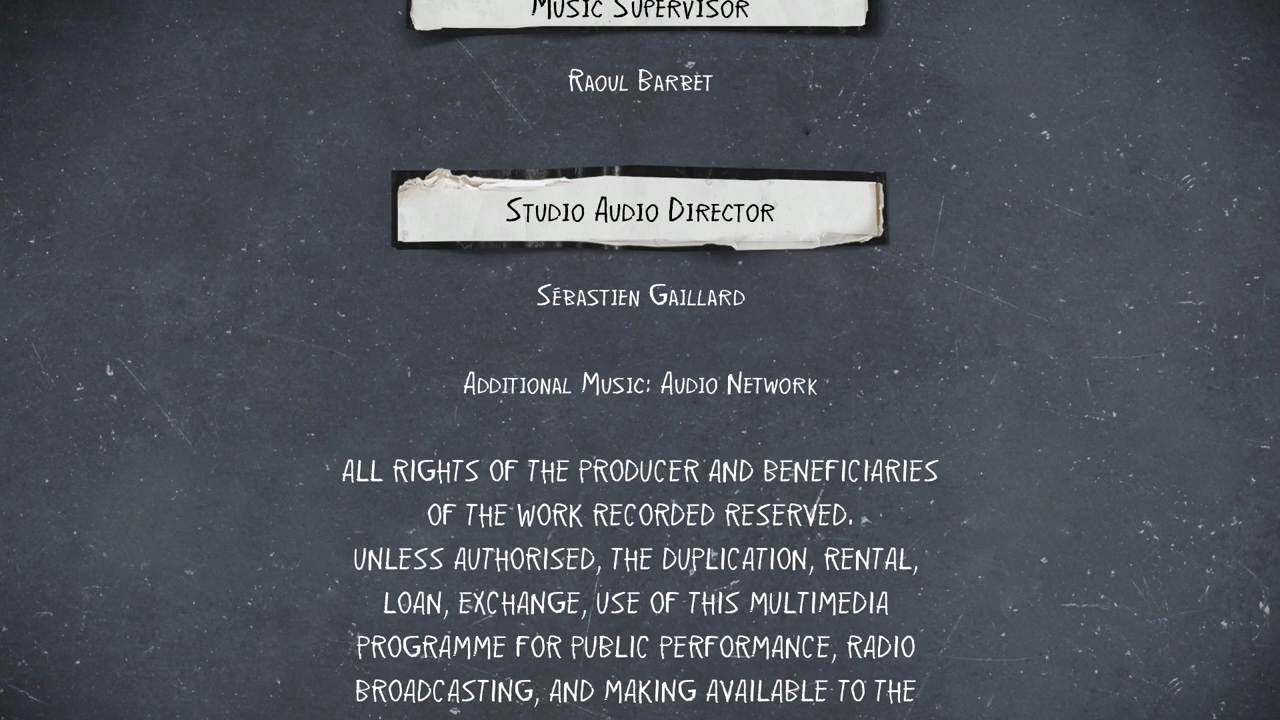 Music Supervisor
Raoul Barbet
Studio Audio Director
Sébastien Gaillard
Additional Music: Audio Network
ALL RIGHTS OF THE PRODUCER AND BENEFICIARIES
OF THE WORK RECORDED RESERVED.
UNLESS AUTHORISED, THE DUPLICATION, RENTAL,
LOAN, EXCHANGE, USE OF THIS MULTIMEDIA
PROGRAMME FOR PUBLIC PERFORMANCE, RADIO
BROADCASTING, AND MAKING AVAILABLE TO THE